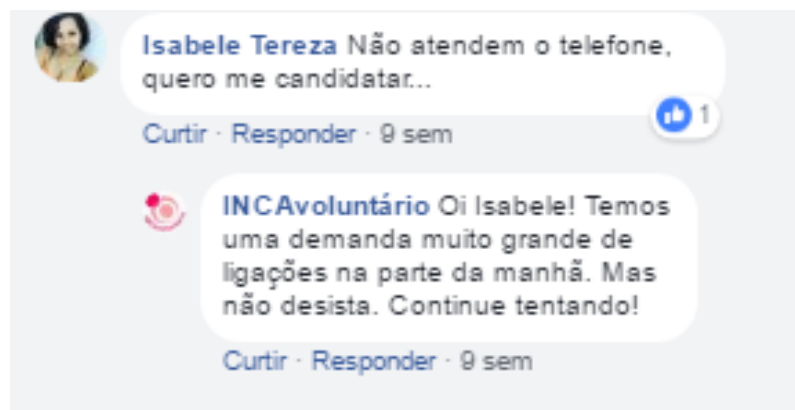 Isabele Tereza Não atendem o telefone,
quero me candidatar...
1
Curtir · Responder · 9 sem
INCAvoluntário Oi Isabele! Temos
uma demanda muito grande de
ligações na parte da manhã. Mas
não desista. Continue tentando!
Curtir · Responder · 9 sem